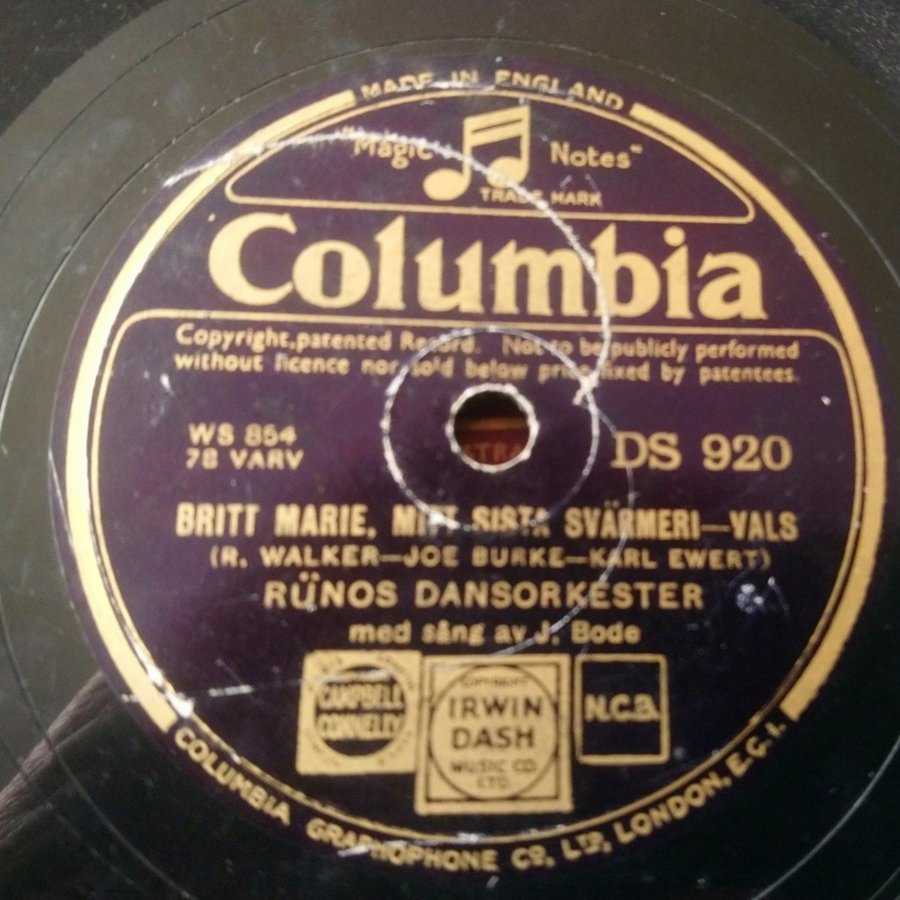 MADE IN ENGLAND
"Magic Notes"
TRADE MARK
Columbia
Copyright, patented Record. Not to be publicly performed
without licence nor sold below price fixed by patentees.
WS 854
78 VARV
DS 920
BRITT MARIE, MITT SISTA SVÄRMERI—VALS
(R. WALKER—JOE BURKE—KARL EWERT)
RÜNOS DANSORKESTER
med sång av J. Bode
CAMPBELL
CONNELLY
COPYRIGHT
IRWIN
DASH
MUSIC CO.
LTD.
N.C.B.
COLUMBIA GRAPHOPHONE CO. LTD. LONDON, E.C.1.